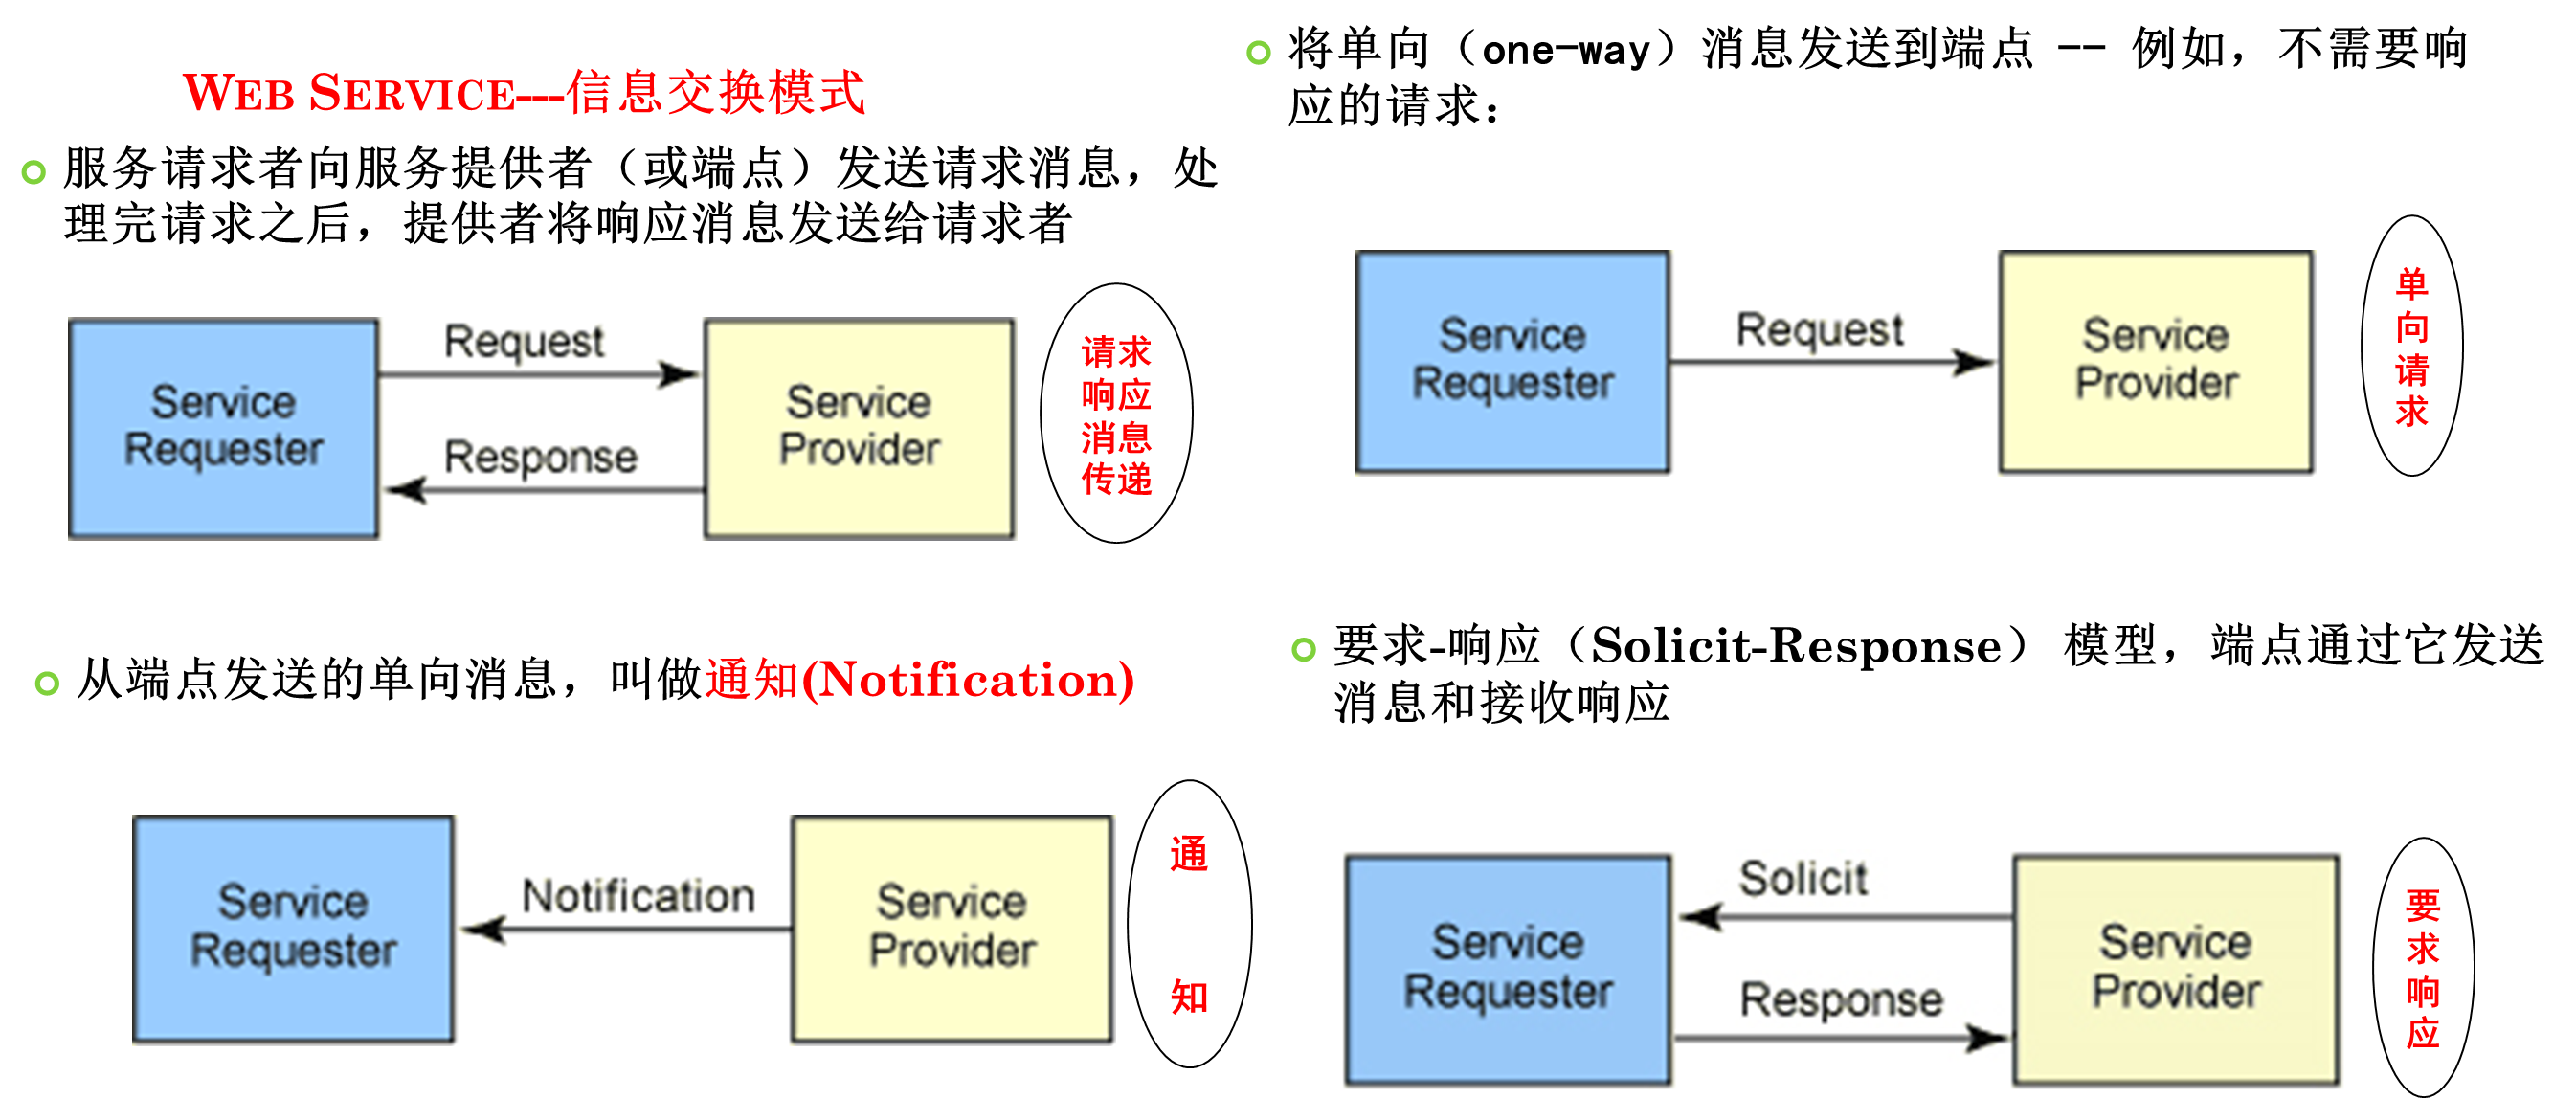 WEB SERVICE---信息交换模式
服务请求者向服务提供者（或端点）发送请求消息，处
理完请求之后，提供者将响应消息发送给请求者
Service
Requester
Request
Response
Service
Provider
请求
响应
消息
传递
将单向（one-way）消息发送到端点 -- 例如，不需要响
应的请求：
Service
Requester
Request
Service
Provider
单
向
请
求
从端点发送的单向消息，叫做通知(Notification)
Service
Requester
Notification
Service
Provider
通
知
要求-响应（Solicit-Response） 模型，端点通过它发送
消息和接收响应
Service
Requester
Solicit
Response
Service
Provider
要
求
响
应